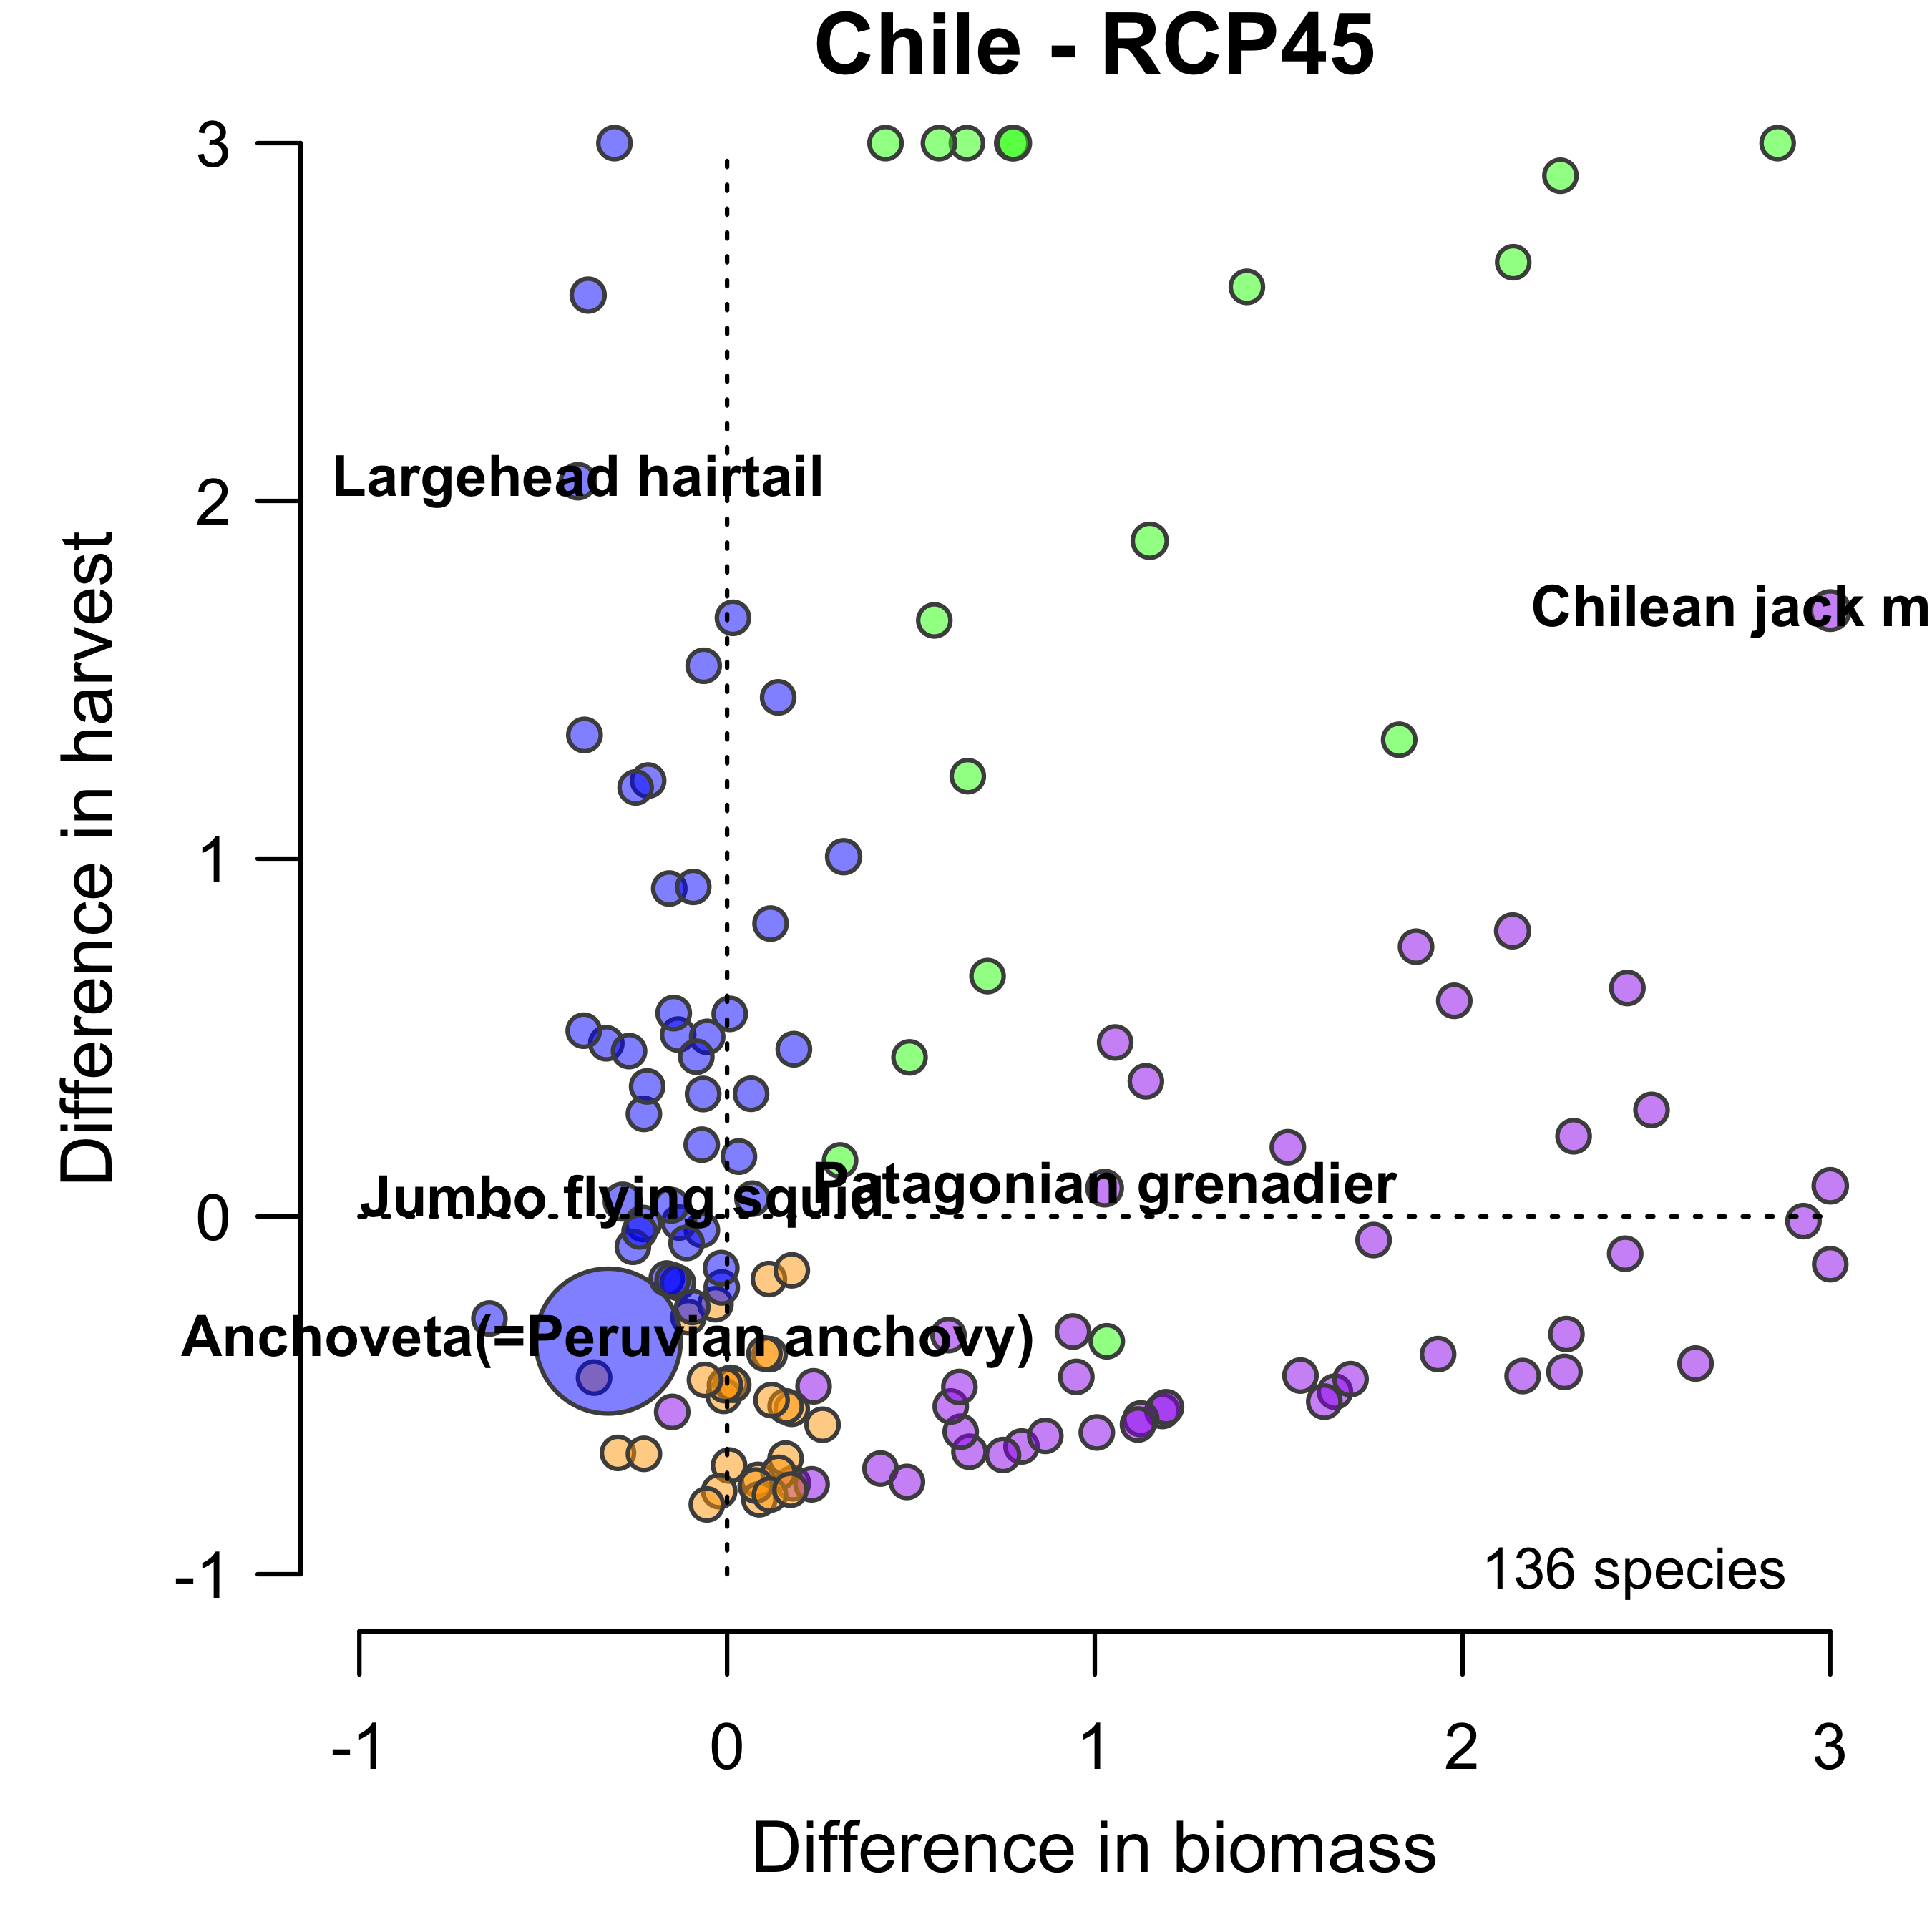 Chile - RCP45
3
Largehead hairtail
2
Chilean jack m
Difference in harvest
1
Patagonian grenadier
Jumbo flying squid
0
Anchoveta(=Peruvian anchovy)
136 species
-1
-1 0 1 2 3
Difference in biomass